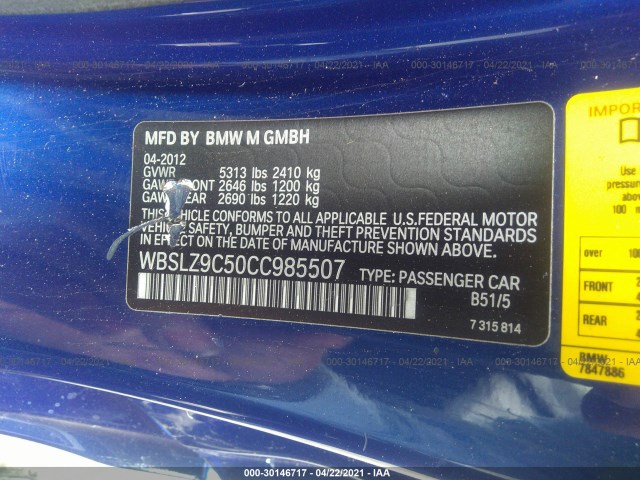 MFD BY BMW M GMBH
04-2012
GVWR 5313 lbs 2410 kg
GAWR FRONT 2646 lbs 1200 kg
GAWR REAR 2690 lbs 1220 kg
THIS VEHICLE CONFORMS TO ALL APPLICABLE U.S.FEDERAL MOTOR
VEHICLE SAFETY, BUMPER AND THEFT PREVENTION STANDARDS
IN EFFECT ON THE DATE OF MANUFACTURE SHOWN ABOVE.
WBSLZ9C50CC985507 TYPE: PASSENGER CAR
B51/5
7 315 814
IMPOR
Use
pressur
above
100 m
over 100
FRONT
REAR
BMW
7847886
000-30146717 - 04/22/2021 - IAA